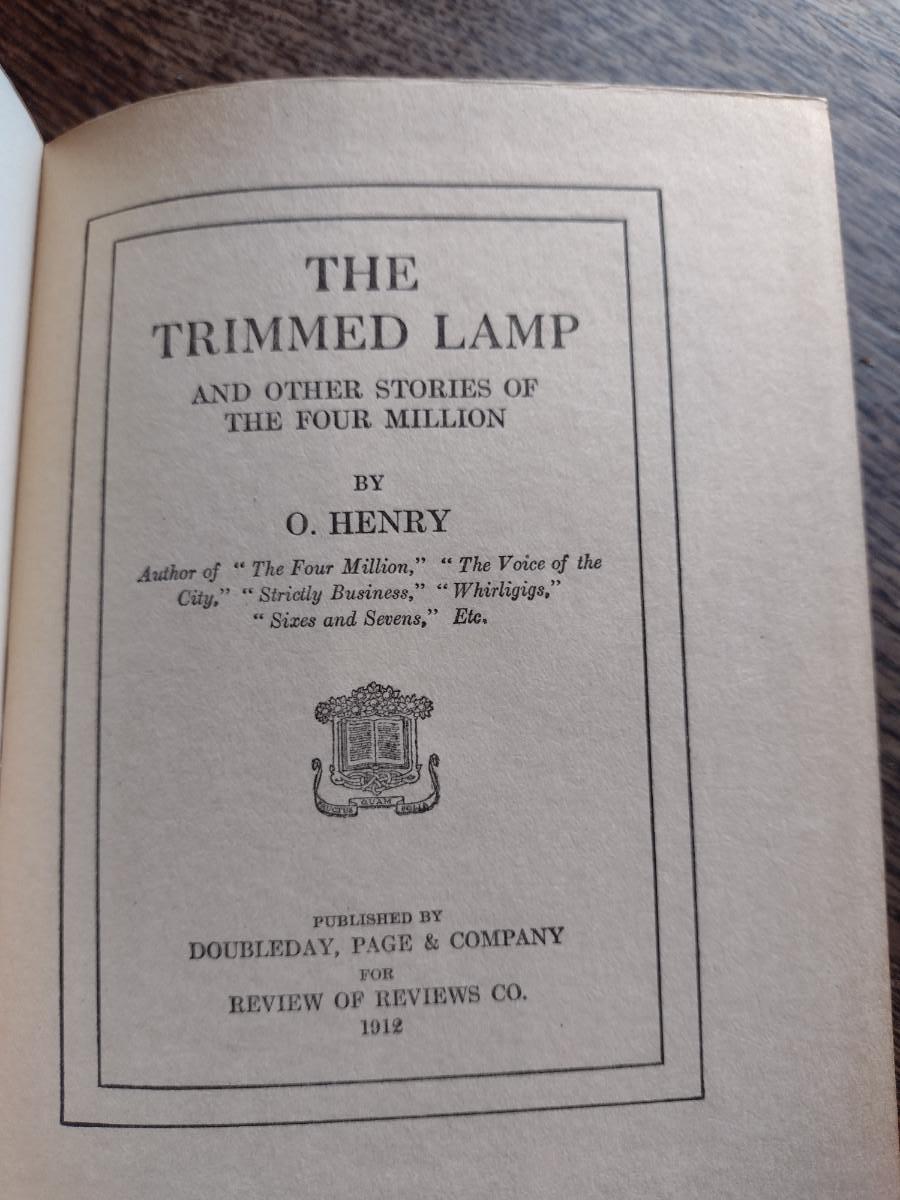 THE
TRIMMED LAMP
AND OTHER STORIES OF
THE FOUR MILLION
BY
O. HENRY
Author of “ The Four Million,” “ The Voice of the
City,” “ Strictly Business,” “ Whirligigs,”
“ Sixes and Sevens,” Etc.
QUAM
PUBLISHED BY
DOUBLEDAY, PAGE & COMPANY
FOR
REVIEW OF REVIEWS CO.
1912